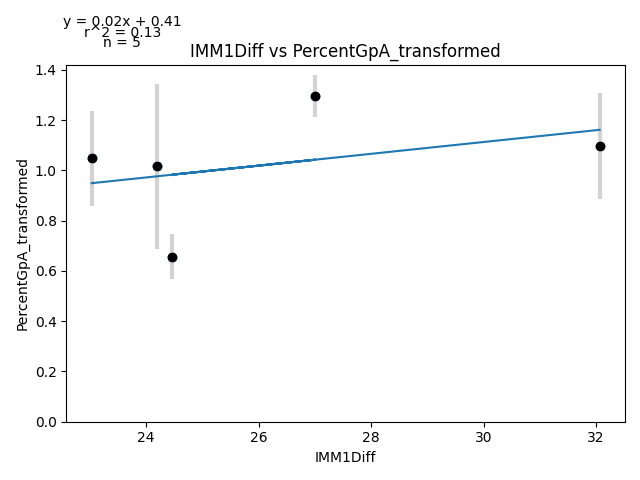 y = 0.02x + 0.41
r^2 = 0.13
n = 5
IMM1Diff vs PercentGpA_transformed
PercentGpA_transformed
1.4
1.2
1.0
0.8
0.6
0.4
0.2
0.0
24 26 28 30 32
IMM1Diff